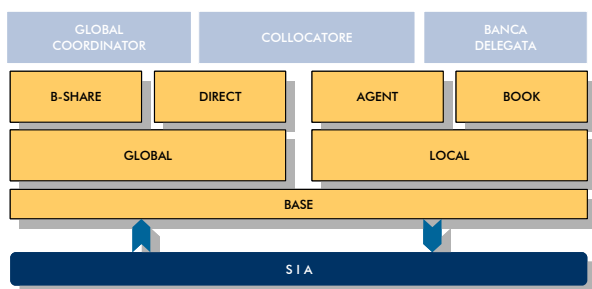 GLOBAL
COORDINATOR
COLLOCATORE
BANCA
DELEGATA
B-SHARE
DIRECT
AGENT
BOOK
GLOBAL
LOCAL
BASE
SIA